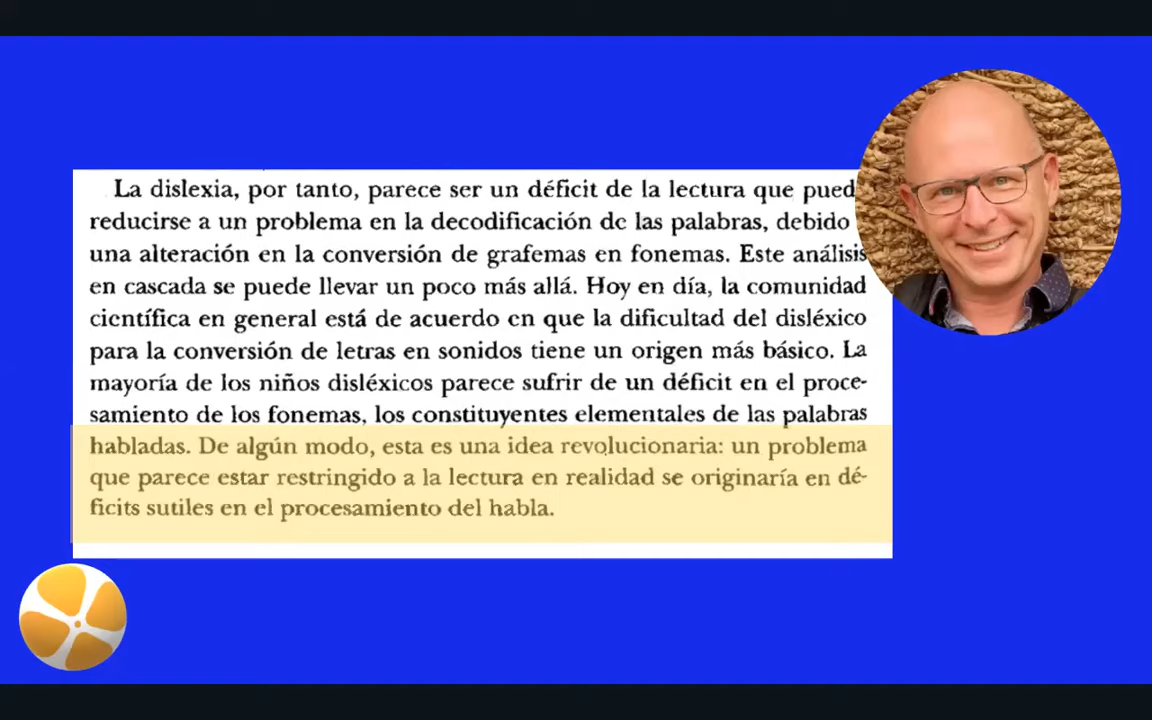 La dislexia, por tanto, parece ser un déficit de la lectura que pued
reducirse a un problema en la decodificación de las palabras, debido
una alteración en la conversión de grafemas en fonemas. Este análisis
en cascada se puede llevar un poco más allá. Hoy en día, la comunidad
científica en general está de acuerdo en que la dificultad del disléxico
para la conversión de letras en sonidos tiene un origen más básico. La
mayoría de los niños disléxicos parece sufrir de un déficit en el proce-
samiento de los fonemas, los constituyentes elementales de las palabras
habladas. De algún modo, esta es una idea revolucionaria: un problema
que parece estar restringido a la lectura en realidad se originaría en dé-
ficits sutiles en el procesamiento del habla.